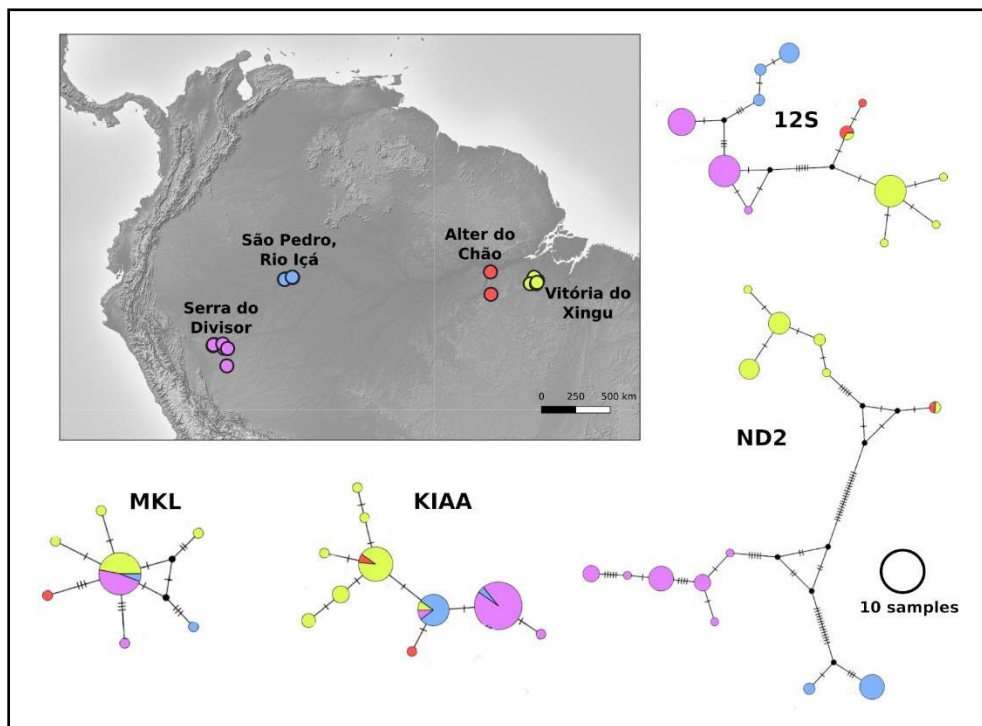 12S
São Pedro,
Rio Içá
Alter do
Chão
Vitória do
Xingu
Serra do
Divisor
0 250 500 km
ND2
MKL
KIAA
10 samples